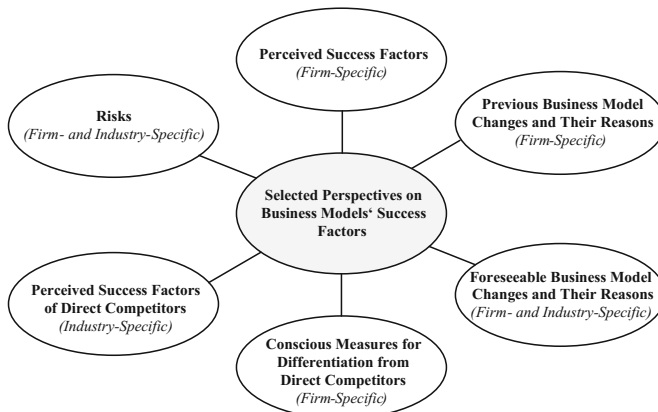 Perceived Success Factors
(Firm-Specific)
Risks
(Firm- and Industry-Specific)
Previous Business Model
Changes and Their Reasons
(Firm-Specific)
Selected Perspectives on
Business Models‘ Success
Factors
Perceived Success Factors
of Direct Competitors
(Industry-Specific)
Foreseeable Business Model
Changes and Their Reasons
(Firm- and Industry-Specific)
Conscious Measures for
Differentiation from
Direct Competitors
(Firm-Specific)